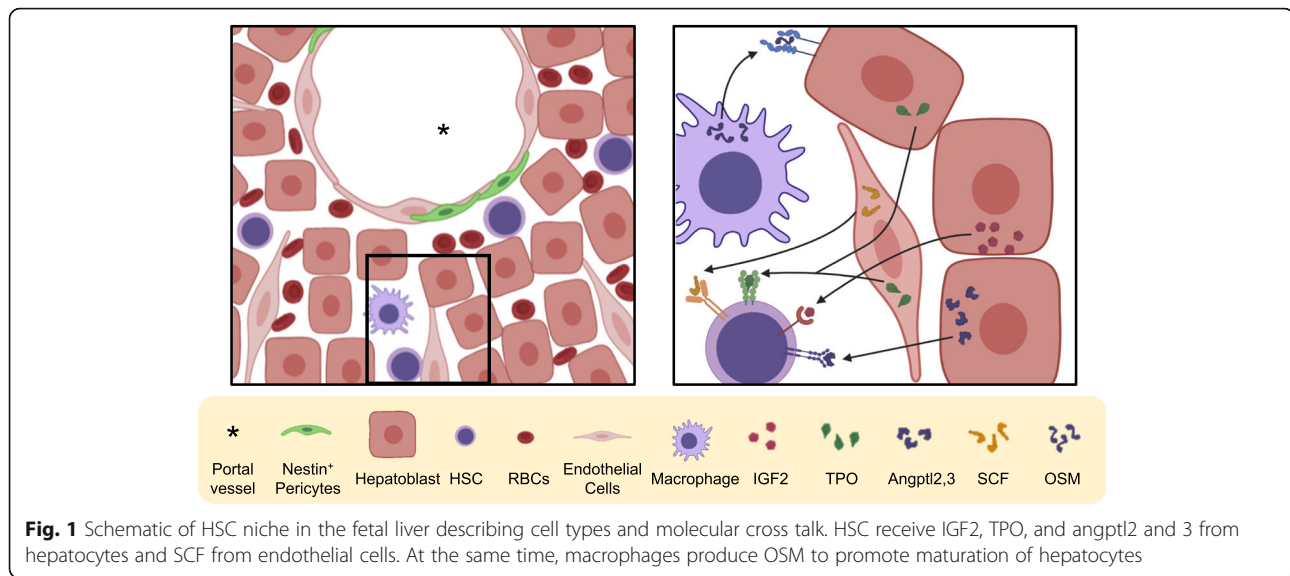 *
*
Portal
vessel
Nestin⁺
Pericytes
Hepatoblast
HSC
RBCs
Endothelial
Cells
Macrophage
IGF2
TPO
Angptl2,3
SCF
OSM
Fig. 1 Schematic of HSC niche in the fetal liver describing cell types and molecular cross talk. HSC receive IGF2, TPO, and angptl2 and 3 from
hepatocytes and SCF from endothelial cells. At the same time, macrophages produce OSM to promote maturation of hepatocytes